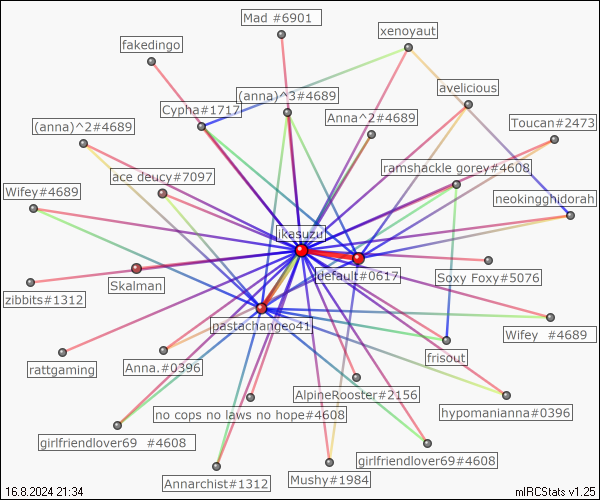 Mad #6901
xenoyaut
fakedingo
avelicious
(anna)^3#4689
Cypha#1717
Anna^2#4689
Toucan#2473
(anna)^2#4689
ramshackle gorey#4608
ace deucy#7097
Wifey#4689
neokingghidorah
ikasuzu
default#0617
Soxy Foxy#5076
Skalman
zibbits#1312
pastachangeo41
Wifey #4689
frisout
rattgaming
Anna.#0396
AlpineRooster#2156
no cops no laws no hope#4608
hypomanianna#0396
girlfriendlover69 #4608
girlfriendlover69#4689
Annarchist#1312
Mushy#1984
16.8.2024 21:34
mIRCStats v1.25